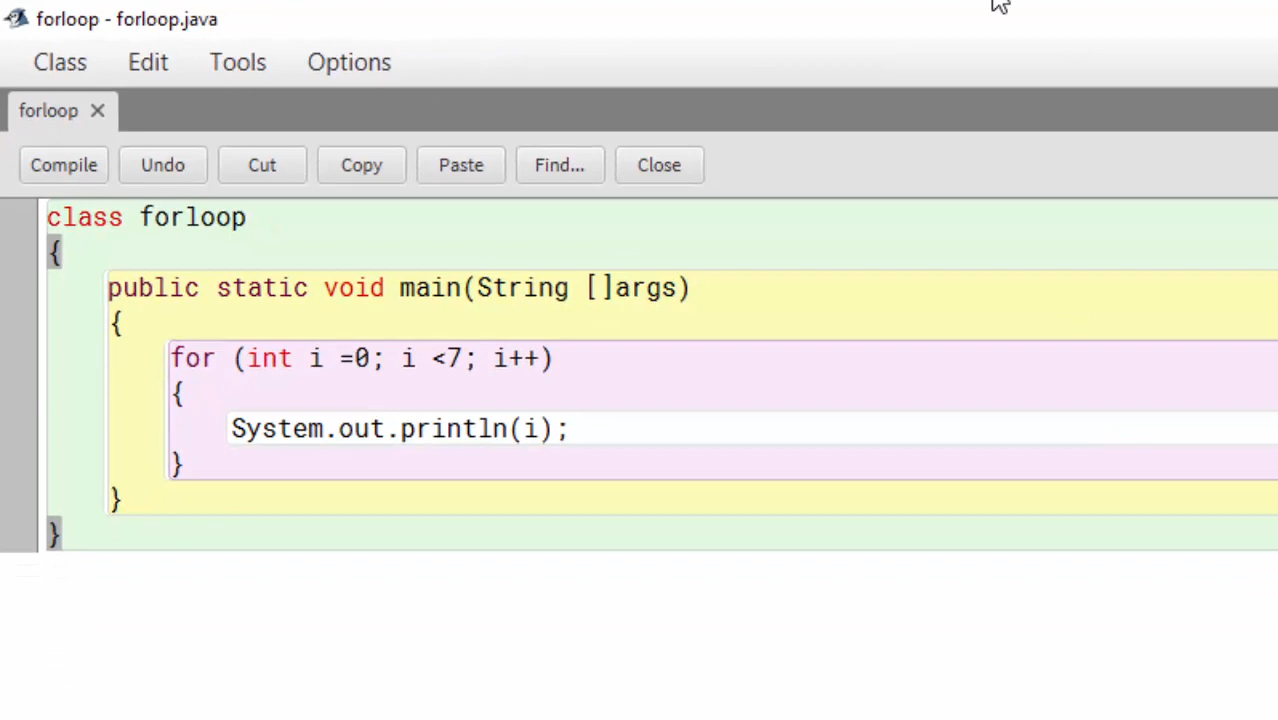 forloop - forloop.java
Class Edit Tools Options
forloop ×
Compile Undo Cut Copy Paste Find... Close
class forloop
{
public static void main(String []args)
{
for (int i =0; i <7; i++)
{
System.out.println(i);
}
}
}